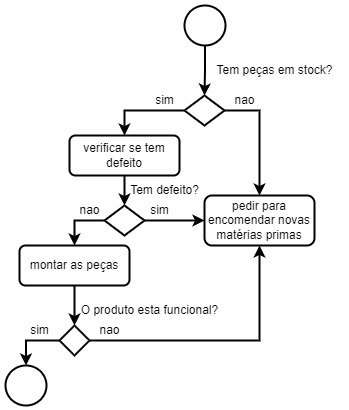 Tem peças em stock?
sim
nao
verificar se tem
defeito
Tem defeito?
nao
sim
pedir para
encomendar novas
matérias primas
montar as peças
O produto esta funcional?
sim
nao